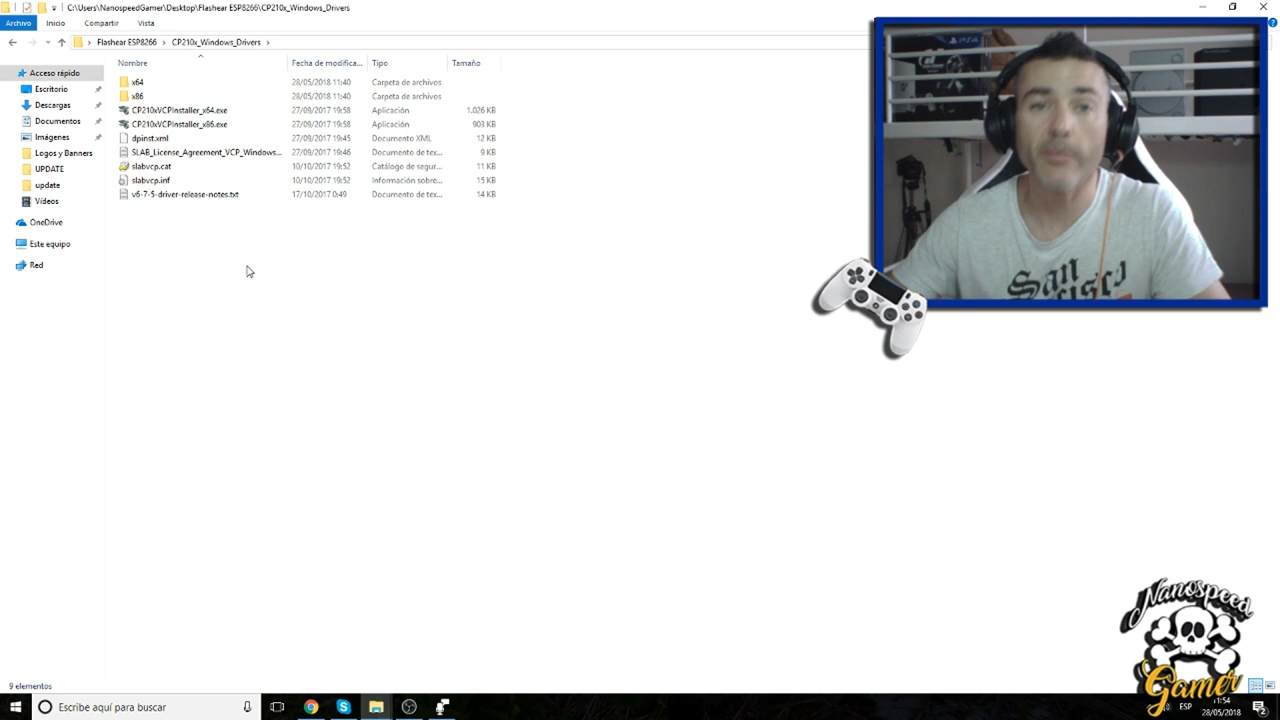 C:\Users\NanospeedGamer\Desktop\Flashear ESP8266\CP210x_Windows_Drivers
Archivo Inicio Compartir Vista
Flashear ESP8266 CP210x_Windows_Drivers
Nombre Fecha de modifica... Tipo Tamaño
Acceso rápido
Escritorio
Descargas
Documentos
Imágenes
Logos y Banners
UPDATE
update
Vídeos
OneDrive
Este equipo
Red
x64 28/05/2018 11:40 Carpeta de archivos
x86 28/05/2018 11:40 Carpeta de archivos
CP210xVCPInstaller_x64.exe 27/09/2017 19:58 Aplicación 1.026 KB
CP210xVCPInstaller_x86.exe 27/09/2017 19:58 Aplicación 903 KB
dpinst.xml 27/09/2017 19:45 Documento XML 12 KB
SLAB_License_Agreement_VCP_Windows... 27/09/2017 19:46 Documento de tex... 9 KB
slabvcp.cat 10/10/2017 19:52 Catálogo de segur... 11 KB
slabvcp.inf 10/10/2017 19:52 Información sobre... 15 KB
v6-7-5-driver-release-notes.txt 17/10/2017 0:49 Documento de tex... 14 KB
PS4
San
Nanospeed
Gamer
9 elementos
Escribe aquí para buscar
ESP
11:54
28/05/2018
2